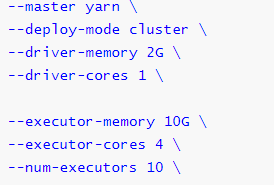 --master yarn \
--deploy-mode cluster \
--driver-memory 2G \
--driver-cores 1 \
--executor-memory 10G \
--executor-cores 4 \
--num-executors 10 \